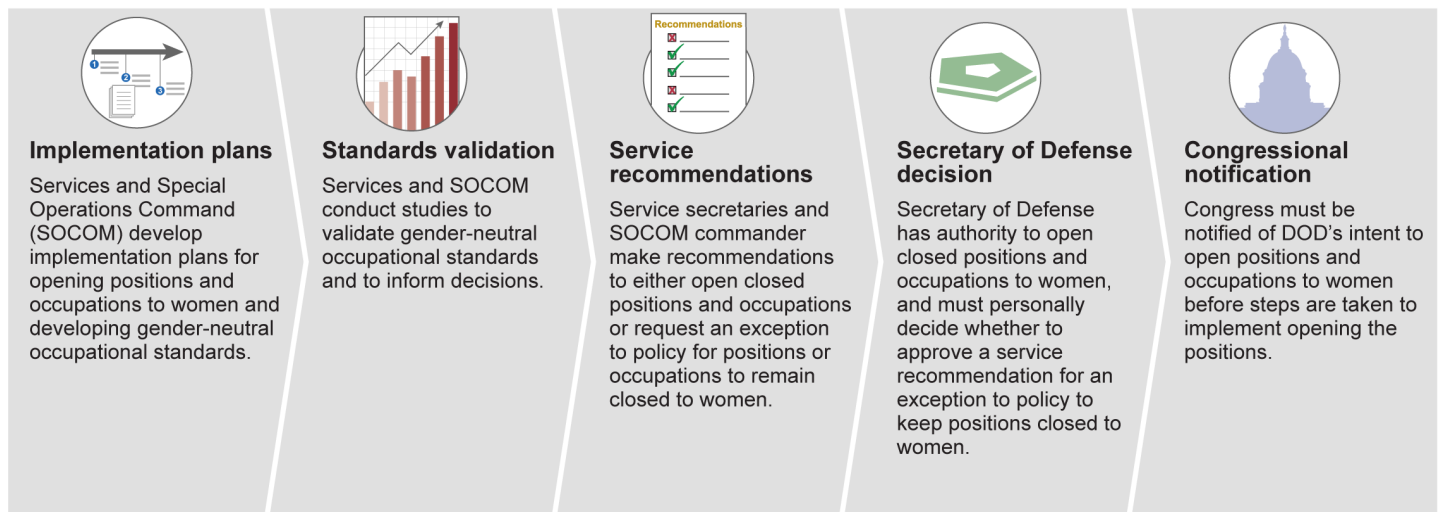 1
2
3
Implementation plans
Services and Special
Operations Command
(SOCOM) develop
implementation plans for
opening positions and
occupations to women and
developing gender-neutral
occupational standards.
Standards validation
Services and SOCOM
conduct studies to
validate gender-neutral
occupational standards
and to inform decisions.
Recommendations
Service
recommendations
Service secretaries and
SOCOM commander
make recommendations
to either open closed
positions and occupations
or request an exception
to policy for positions or
occupations to remain
closed to women.
Secretary of Defense
decision
Secretary of Defense
has authority to open
closed positions and
occupations to women,
and must personally
decide whether to
approve a service
recommendation for an
exception to policy to
keep positions closed to
women.
Congressional
notification
Congress must be
notified of DOD’s intent to
open positions and
occupations to women
before steps are taken to
implement opening the
positions.